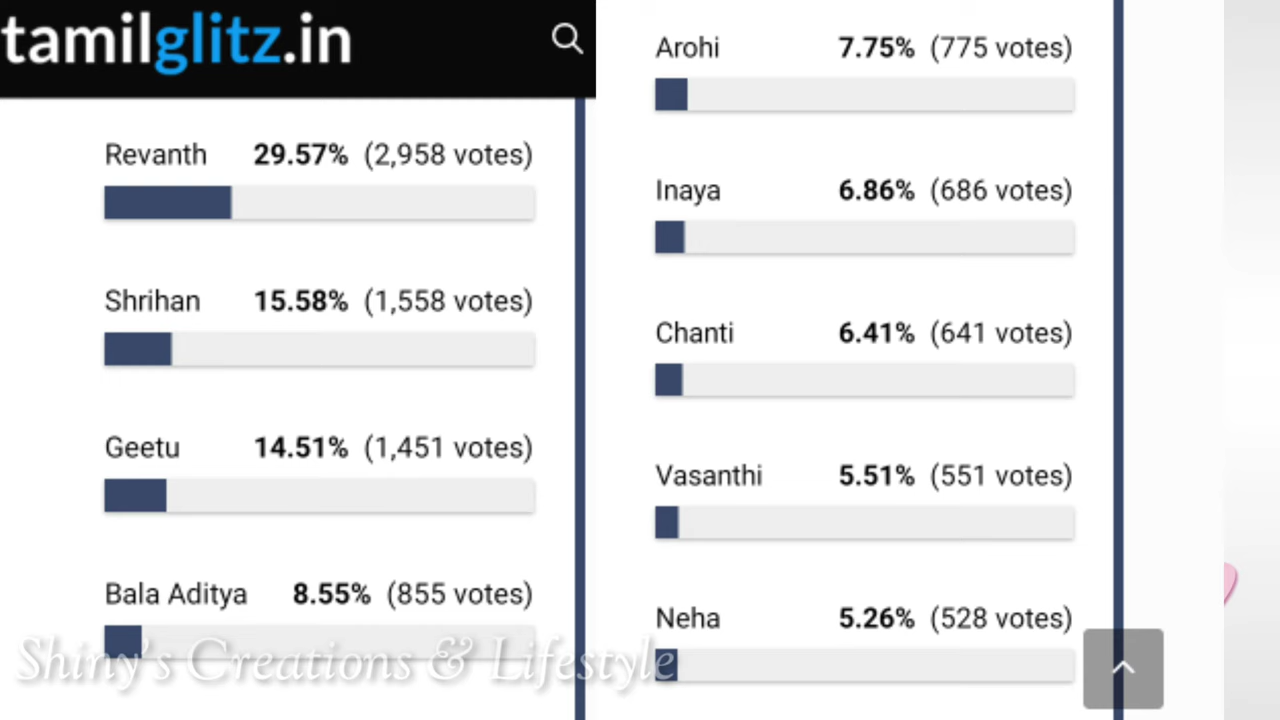 tamilglitz.in
Revanth 29.57% (2,958 votes)
Shrihan 15.58% (1,558 votes)
Geetu 14.51% (1,451 votes)
Bala Aditya 8.55% (855 votes)
Arohi 7.75% (775 votes)
Inaya 6.86% (686 votes)
Chanti 6.41% (641 votes)
Vasanthi 5.51% (551 votes)
Neha 5.26% (528 votes)
Shiny's Creations & Lifestyle